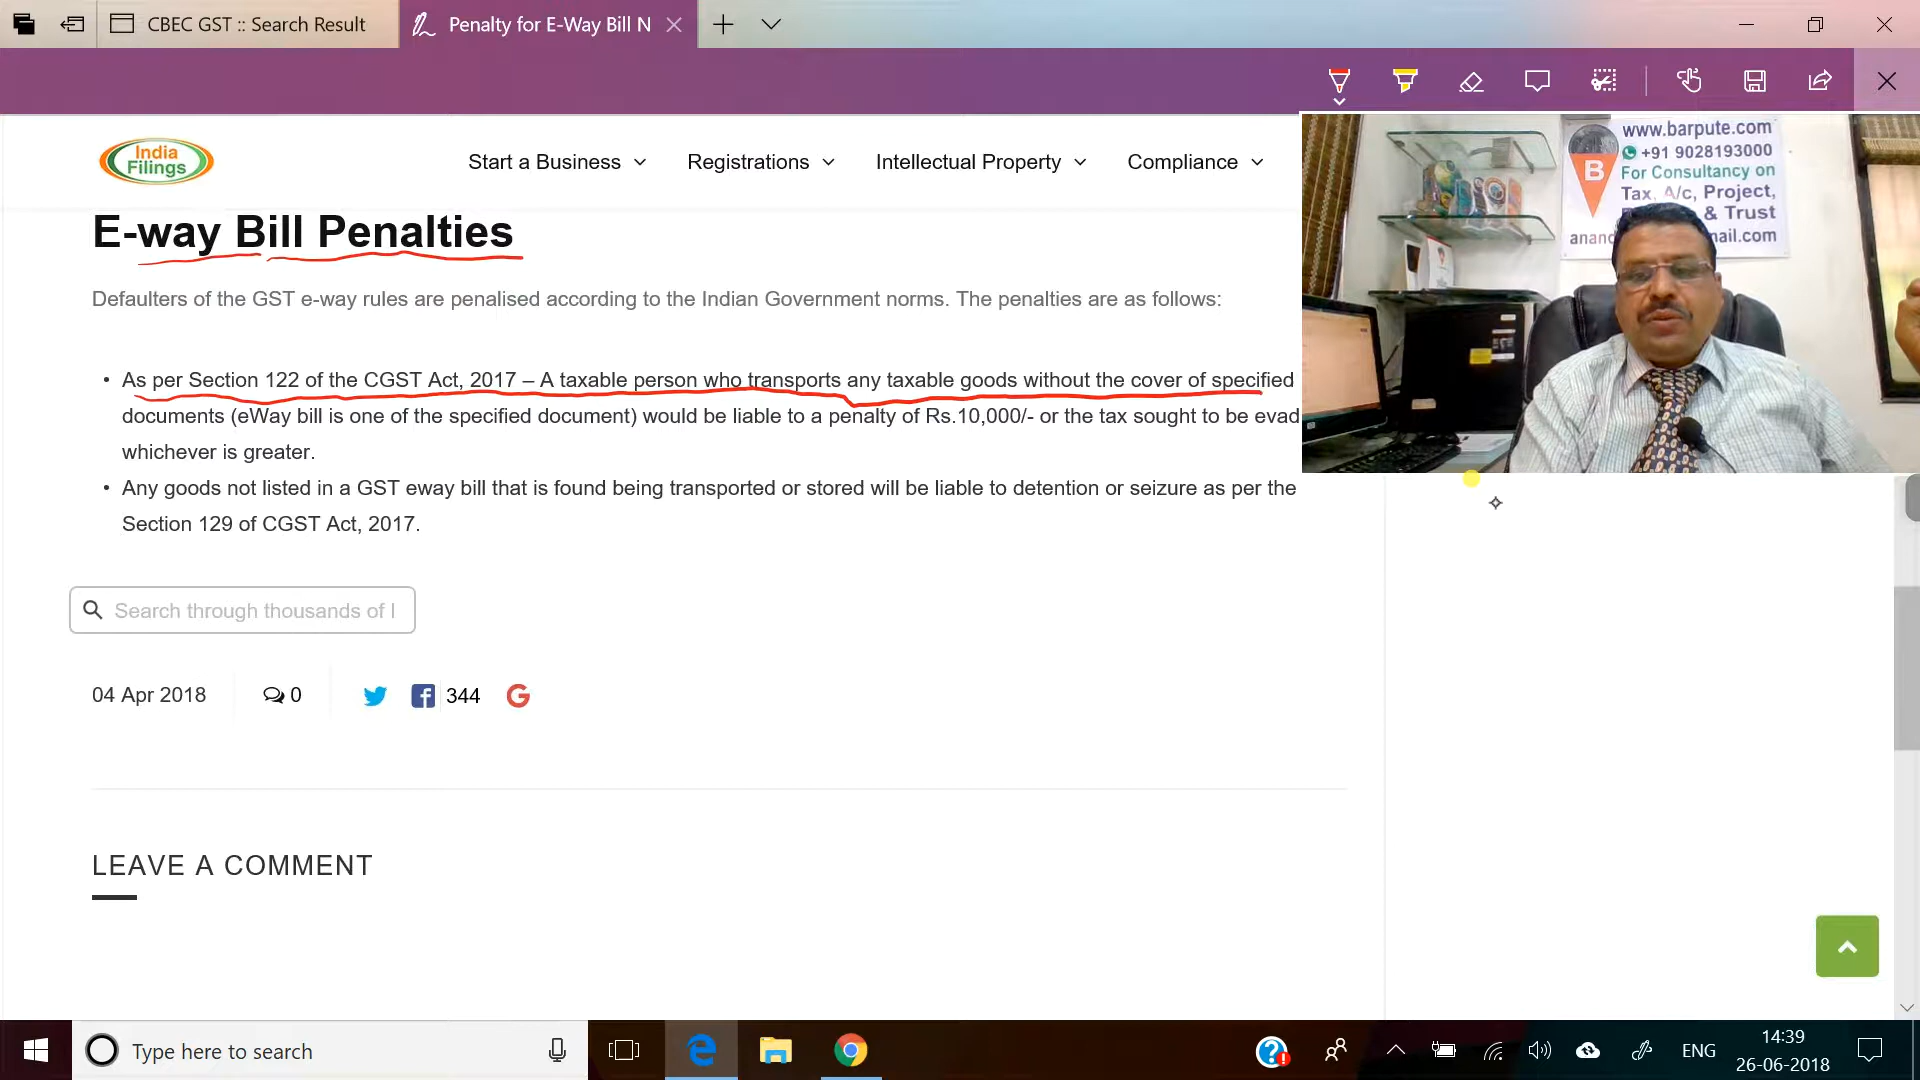 CBEC GST :: Search Result
Penalty for E-Way Bill N
India
Filings
Start a Business
Registrations
Intellectual Property
Compliance
www.barpute.com
+91 9028193000
For Consultancy on
Tax, A/c, Project,
& Trust
anand
mail.com
B
E-way Bill Penalties
Defaulters of the GST e-way rules are penalised according to the Indian Government norms. The penalties are as follows:
• As per Section 122 of the CGST Act, 2017 – A taxable person who transports any taxable goods without the cover of specified
documents (eWay bill is one of the specified document) would be liable to a penalty of Rs.10,000/- or the tax sought to be evad
whichever is greater.
• Any goods not listed in a GST eway bill that is found being transported or stored will be liable to detention or seizure as per the
Section 129 of CGST Act, 2017.
Search through thousands of
04 Apr 2018
0
344
LEAVE A COMMENT
Type here to search
ENG
14:39
26-06-2018